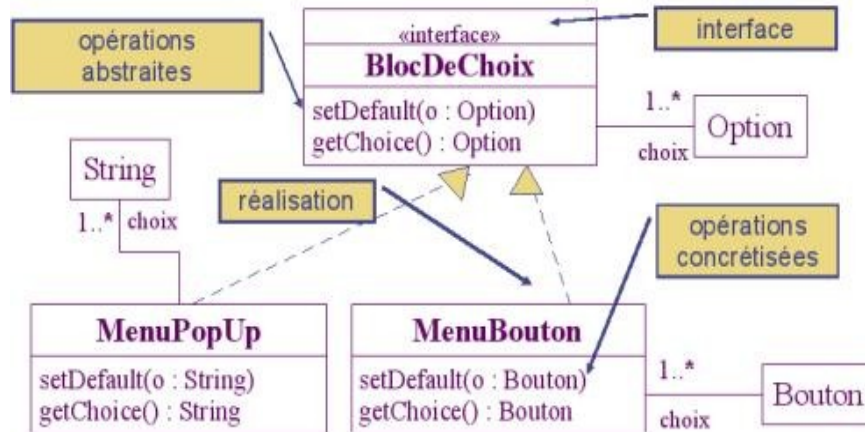 opérations
abstraites
«interface»
BlocDeChoix
setDefault(o : Option)
getChoice() : Option
interface
1..*
choix
Option
String
1..* choix
réalisation
opérations
concrétisées
MenuPopUp
setDefault(o : String)
getChoice() : String
MenuBouton
setDefault(o : Bouton)
getChoice() : Bouton
1..*
choix
Bouton